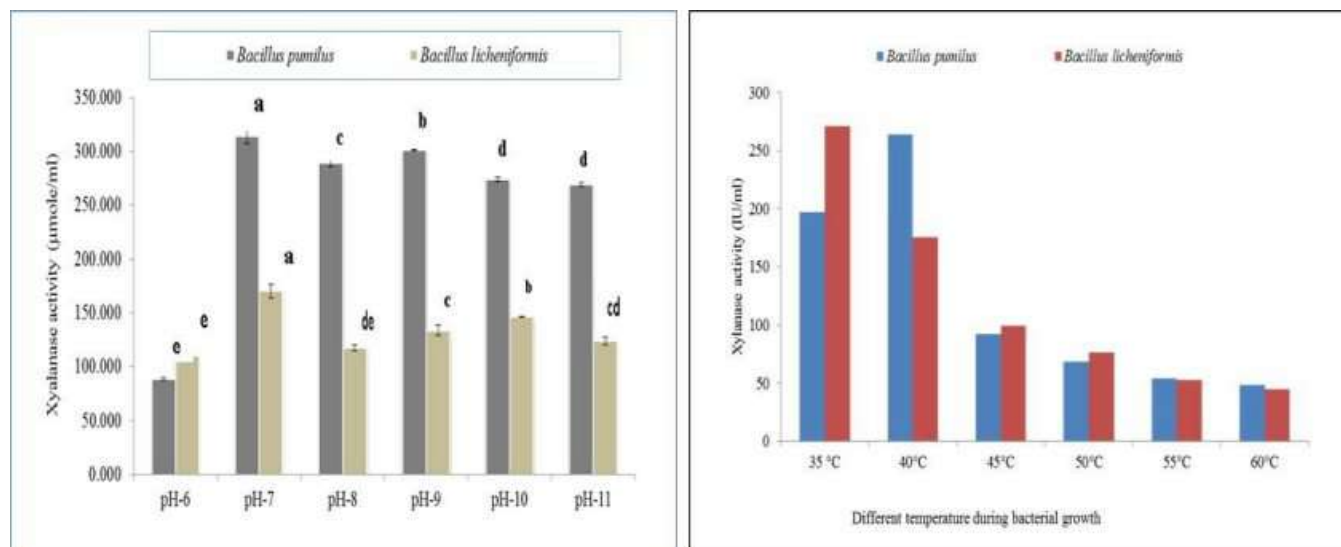 Bacillus pumilus
Bacillus licheniformis
Xyalanase activity (µmole/ml)
350.000
300.000
250.000
200.000
150.000
100.000
50.000
0.000
a
c
b
d
d
a
e
e
de
c
b
cd
pH-6
pH-7
pH-8
pH-9
pH-10
pH-11
Bacillus pumilus
Bacillus licheniformis
Xylanase activity (IU/ml)
300
250
200
150
100
50
0
35 °C
40°C
45°C
50°C
55°C
60°C
Different temperature during bacterial growth